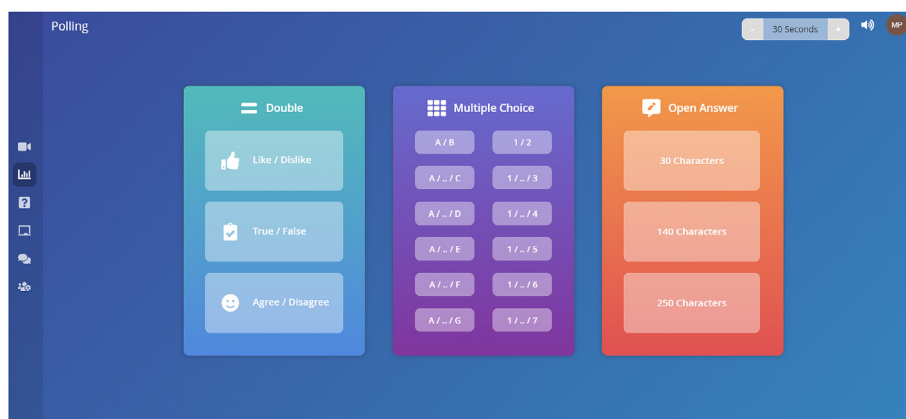 Polling
- 30 Seconds +
MP
Double
Like / Dislike
True / False
Agree / Disagree
Multiple Choice
A / B 1 / 2
A / .. / C 1 / .. / 3
A / .. / D 1 / .. / 4
A / .. / E 1 / .. / 5
A / .. / F 1 / .. / 6
A / .. / G 1 / .. / 7
Open Answer
30 Characters
140 Characters
250 Characters